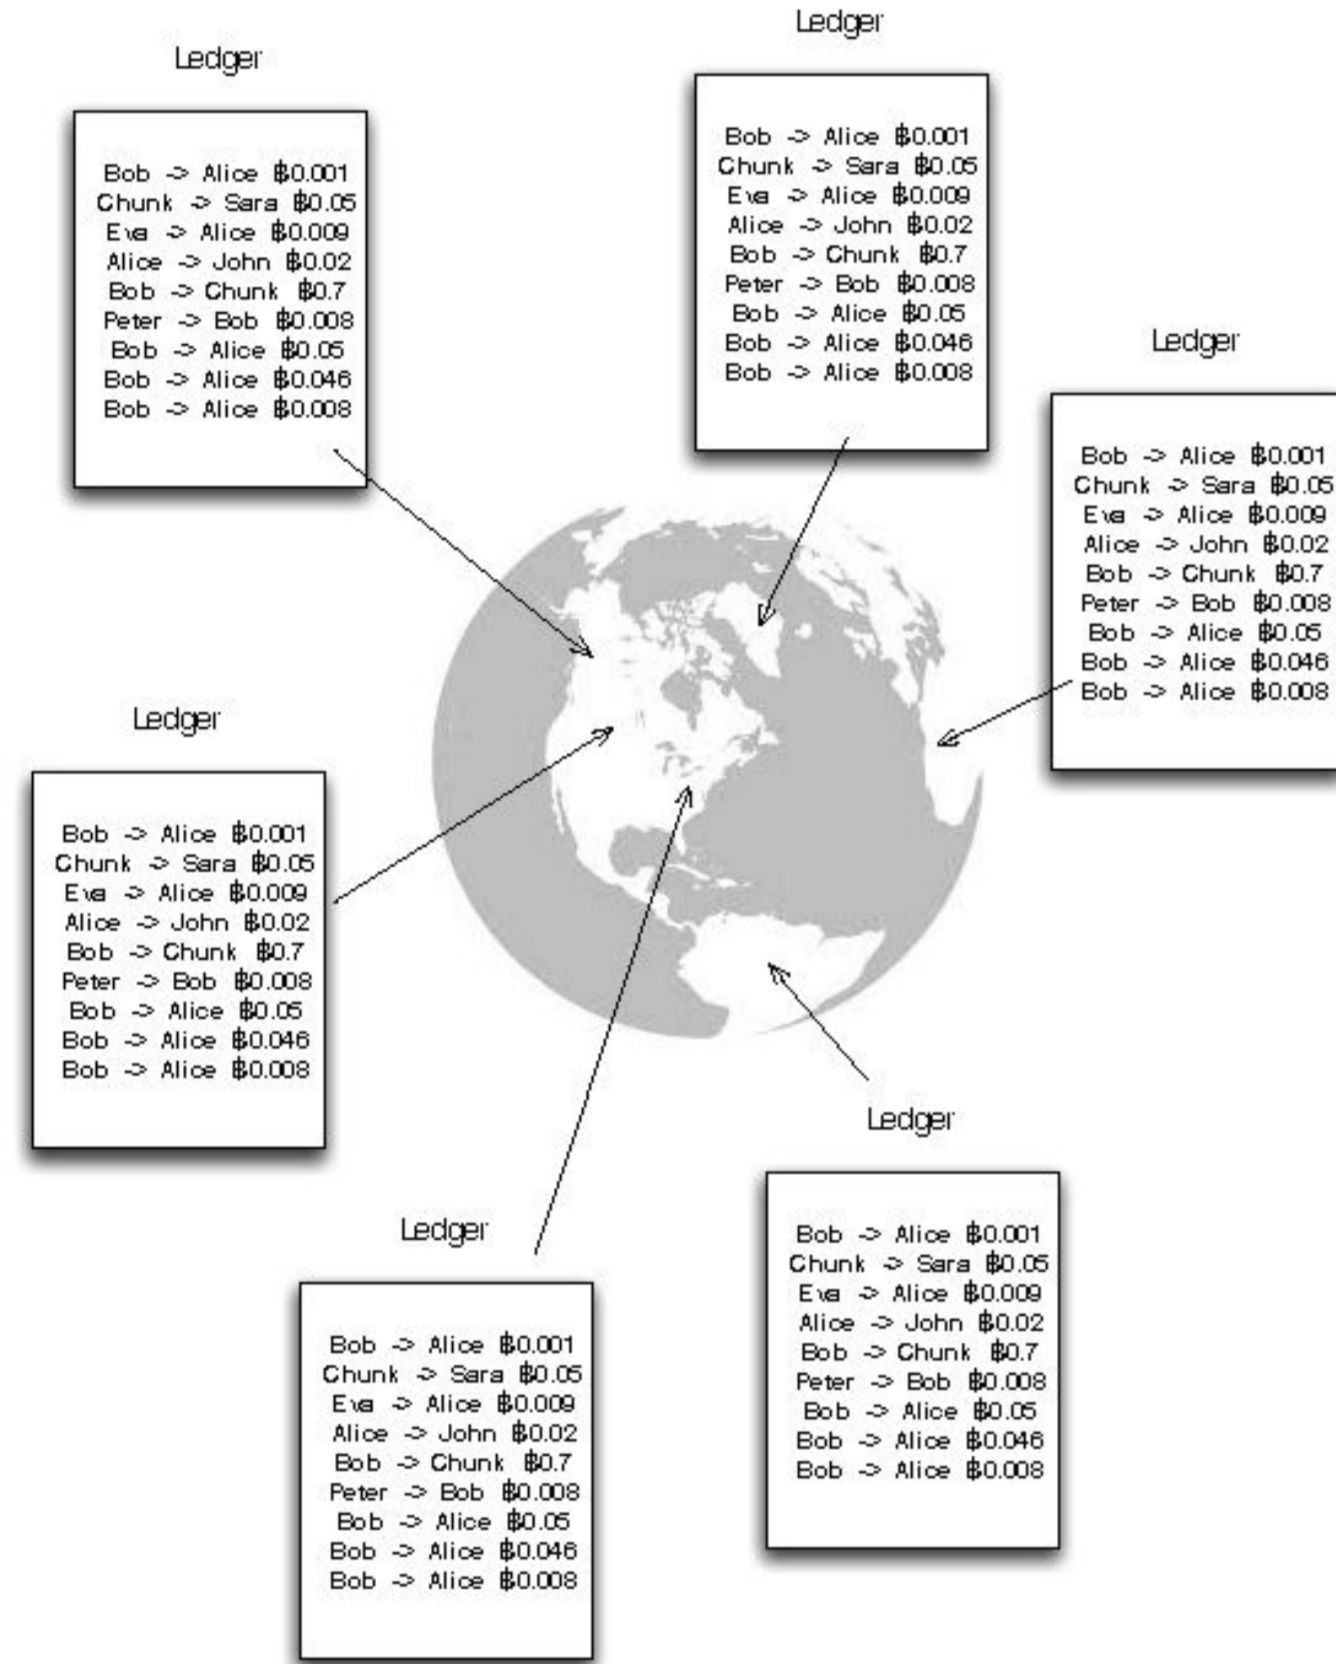 Ledger
Bob -> Alice ₿0.001
Chunk -> Sara ₿0.05
Eva -> Alice ₿0.009
Alice -> John ₿0.02
Bob -> Chunk ₿0.7
Peter -> Bob ₿0.008
Bob -> Alice ₿0.05
Bob -> Alice ₿0.046
Bob -> Alice ₿0.008
Ledger
Bob -> Alice ₿0.001
Chunk -> Sara ₿0.05
Eva -> Alice ₿0.009
Alice -> John ₿0.02
Bob -> Chunk ₿0.7
Peter -> Bob ₿0.008
Bob -> Alice ₿0.05
Bob -> Alice ₿0.046
Bob -> Alice ₿0.008
Ledger
Bob -> Alice ₿0.001
Chunk -> Sara ₿0.05
Eva -> Alice ₿0.009
Alice -> John ₿0.02
Bob -> Chunk ₿0.7
Peter -> Bob ₿0.008
Bob -> Alice ₿0.05
Bob -> Alice ₿0.046
Bob -> Alice ₿0.008
Ledger
Bob -> Alice ₿0.001
Chunk -> Sara ₿0.05
Eva -> Alice ₿0.009
Alice -> John ₿0.02
Bob -> Chunk ₿0.7
Peter -> Bob ₿0.008
Bob -> Alice ₿0.05
Bob -> Alice ₿0.046
Bob -> Alice ₿0.008
Ledger
Bob -> Alice ₿0.001
Chunk -> Sara ₿0.05
Eva -> Alice ₿0.009
Alice -> John ₿0.02
Bob -> Chunk ₿0.7
Peter -> Bob ₿0.008
Bob -> Alice ₿0.05
Bob -> Alice ₿0.046
Bob -> Alice ₿0.008
Ledger
Bob -> Alice ₿0.001
Chunk -> Sara ₿0.05
Eva -> Alice ₿0.009
Alice -> John ₿0.02
Bob -> Chunk ₿0.7
Peter -> Bob ₿0.008
Bob -> Alice ₿0.05
Bob -> Alice ₿0.046
Bob -> Alice ₿0.008